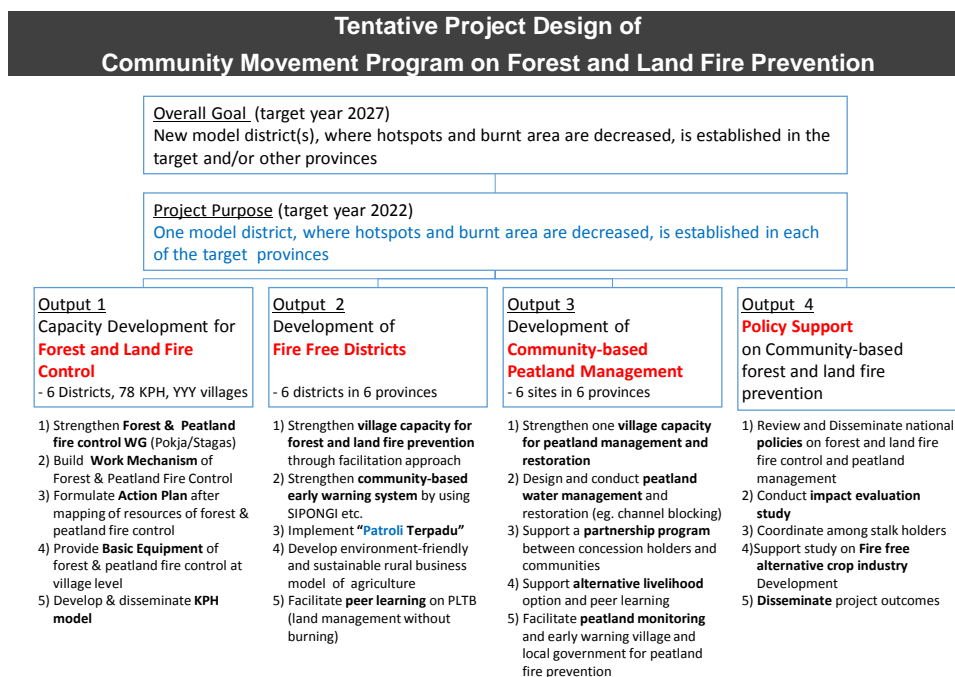 Tentative Project Design of
Community Movement Program on Forest and Land Fire Prevention
Overall Goal (target year 2027)
New model district(s), where hotspots and burnt area are decreased, is established in the
target and/or other provinces
Project Purpose (target year 2022)
One model district, where hotspots and burnt area are decreased, is established in each
of the target provinces
Output 1
Capacity Development for
Forest and Land Fire
Control
- 6 Districts, 78 KPH, YYY villages
1) Strengthen Forest & Peatland
fire control WG (Pokja/Stagas)
2) Build Work Mechanism of
Forest & Peatland Fire Control
3) Formulate Action Plan after
mapping of resources of forest &
peatland fire control
4) Provide Basic Equipment of
forest & peatland fire control at
village level
5) Develop & disseminate KPH
model
Output 2
Development of
Fire Free Districts
- 6 districts in 6 provinces
1) Strengthen village capacity for
forest and land fire prevention
through facilitation approach
2) Strengthen community-based
early warning system by using
SIPONGI etc.
3) Implement “Patroli Terpadu”
4) Develop environment-friendly
and sustainable rural business
model of agriculture
5) Facilitate peer learning on PLTB
(land management without
burning)
Output 3
Development of
Community-based
Peatland Management
- 6 sites in 6 provinces
1) Strengthen one village capacity
for peatland management and
restoration
2) Design and conduct peatland
water management and
restoration (eg. channel blocking)
3) Support a partnership program
between concession holders and
communities
4) Support alternative livelihood
option and peer learning
5) Facilitate peatland monitoring
and early warning village and
local government for peatland
fire prevention
Output 4
Policy Support
on Community-based
forest and land fire
prevention
1) Review and Disseminate national
policies on forest and land fire
fire control and peatland
management
2) Conduct impact evaluation
study
3) Coordinate among stalk holders
4)Support study on Fire free
alternative crop industry
Development
5) Disseminate project outcomes